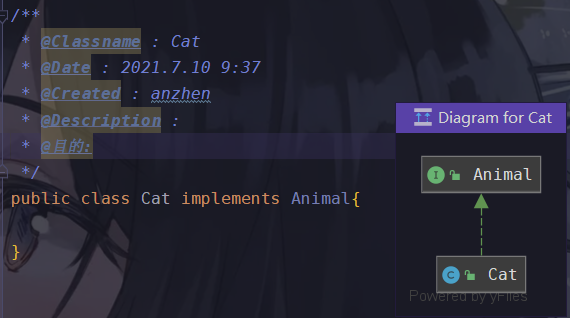 /**
* @Classname : Cat
* @Date : 2021.7.10 9:37
* @Created : anzhen
* @Description :
* @目的:
*/
public class Cat implements Animal{
}
Diagram for Cat
I Animal
C Cat
Powered by yFiles